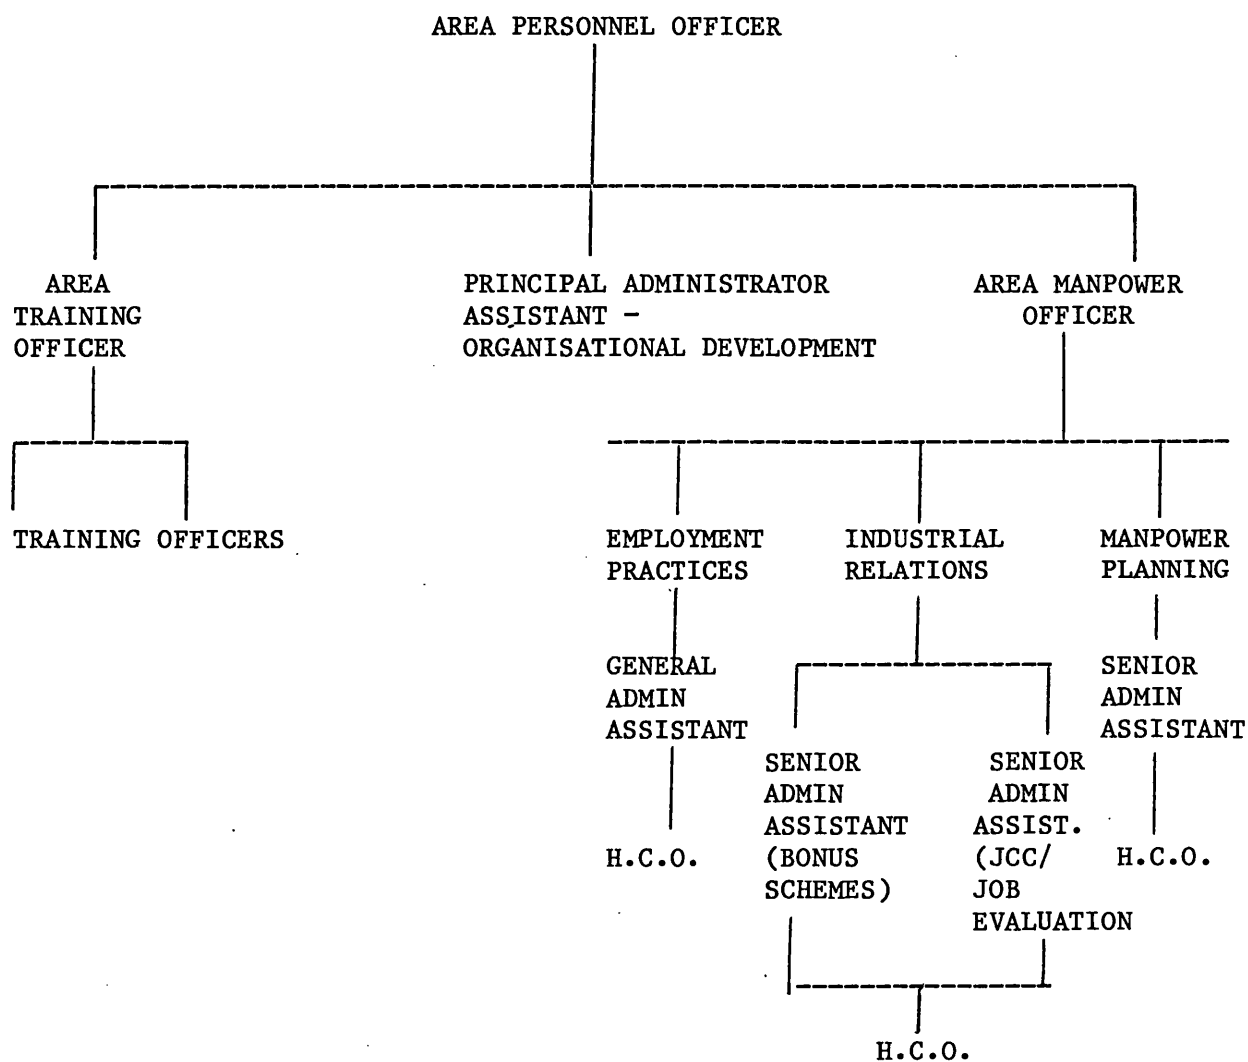 AREA PERSONNEL OFFICER
AREA
TRAINING
OFFICER
PRINCIPAL ADMINISTRATOR
ASSISTANT -
ORGANISATIONAL DEVELOPMENT
AREA MANPOWER
OFFICER
TRAINING OFFICERS
EMPLOYMENT
PRACTICES
INDUSTRIAL
RELATIONS
MANPOWER
PLANNING
GENERAL
ADMIN
ASSISTANT
SENIOR
ADMIN
ASSISTANT
SENIOR
ADMIN
ASSISTANT
(BONUS
SCHEMES)
SENIOR
ADMIN
ASSIST.
(JCC/
JOB
EVALUATION
H.C.O.
H.C.O.
H.C.O.